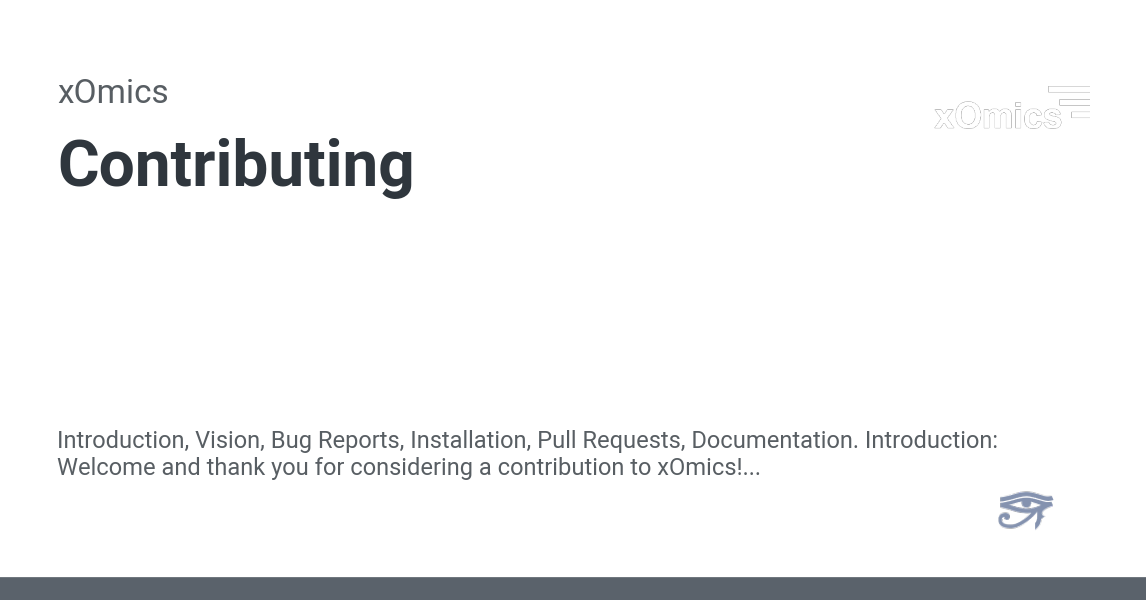 xOmics
xOmics
Contributing
Introduction, Vision, Bug Reports, Installation, Pull Requests, Documentation. Introduction:
Welcome and thank you for considering a contribution to xOmics!...